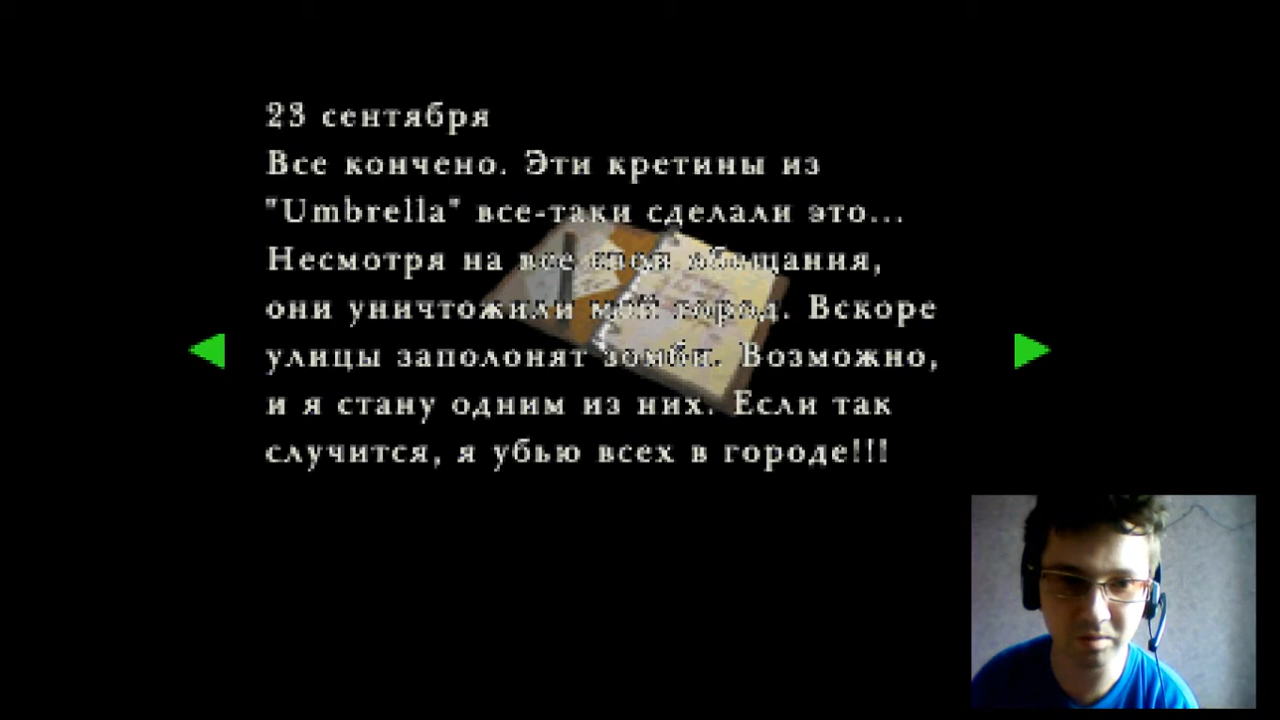 23 сентября
Все кончено. Эти кретины из
"Umbrella" все-таки сделали это...
Несмотря на все свои обещания,
они уничтожили мой город. Вскоре
улицы заполонят зомби. Возможно,
и я стану одним из них. Если так
случится, я убью всех в городе!!!